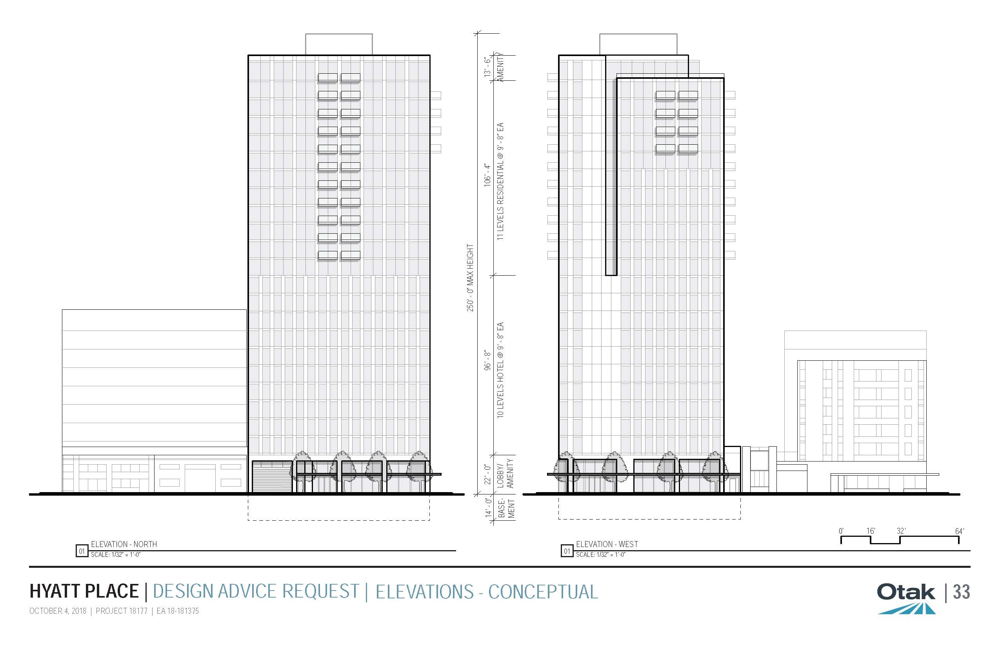 250' - 0" MAX HEIGHT
13' - 6"
AMENITY
106' - 4"
11 LEVELS RESIDENTIAL @ 9' - 8" EA
96' - 8"
10 LEVELS HOTEL @ 9' - 8" EA
22' - 0"
LOBBY/
AMENITY
14' - 0"
BASE-
MENT
0' 16' 32' 64'
01 ELEVATION - NORTH
SCALE: 1/32" = 1'-0"
01 ELEVATION - WEST
SCALE: 1/32" = 1'-0"
HYATT PLACE | DESIGN ADVICE REQUEST | ELEVATIONS - CONCEPTUAL
OCTOBER 4, 2018 | PROJECT 18177 | EA 18-181375
Otak | 33